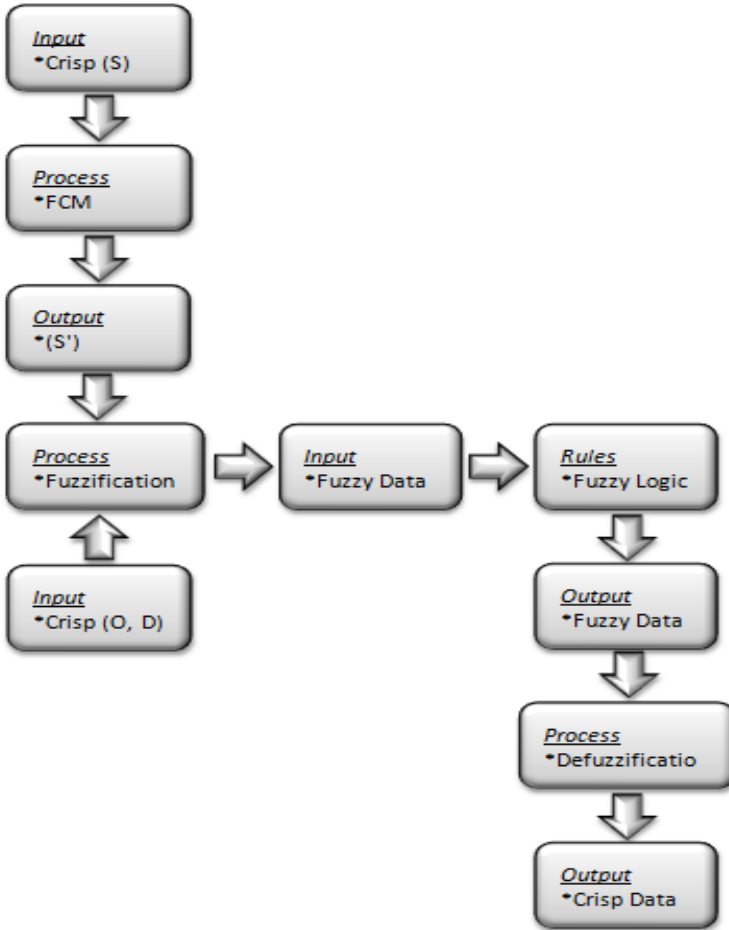 Input
*Crisp (S)
Process
*FCM
Output
*(S')
Process
*Fuzzification
Input
*Crisp (O, D)
Input
*Fuzzy Data
Rules
*Fuzzy Logic
Output
*Fuzzy Data
Process
*Defuzzificatio
Output
*Crisp Data